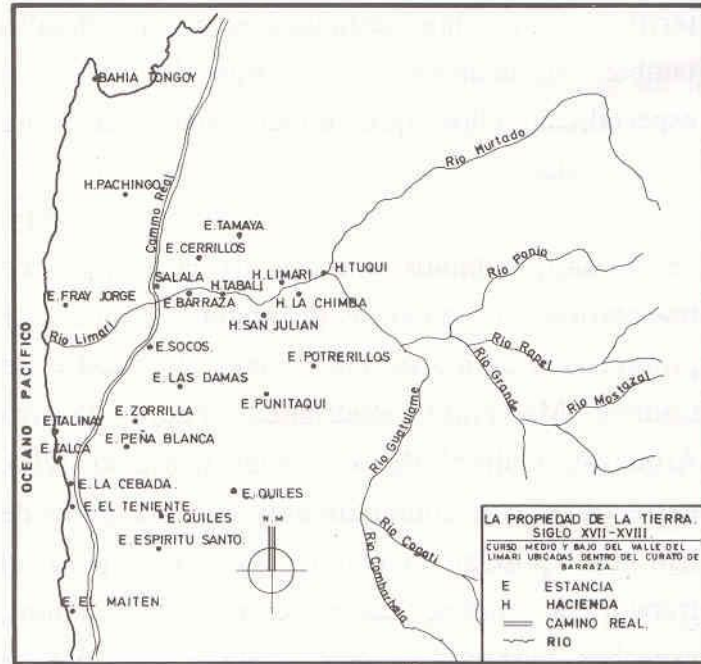 BAHIA TONGOY
Rio Hurtado
H. PACHINGO
Camino Real
E. TAMAYA
E. CERRILLOS
Rio Ponio
SALALA
H. LIMARI
H. TUQUI
E. FRAY JORGE
E. BARRAZA
H. TABALI
H. LA CHIMBA
H. SAN JULIAN
Rio Limari
E. SOCOS.
E. POTRERILLOS
Rio Rapel
Rio Grande
Rio Mostazal
E. LAS DAMAS
E. PUNITAQUI
OCEANO PACIFICO
E. ZORRILLA
E. TALINAY
E. PEÑA BLANCA
Rio Guatulame
E. TALCA
E. LA CEBADA.
E. QUILES
E. EL TENIENTE
E. QUILES
N. M
E. ESPIRITU SANTO
Rio Cogoti
Rio Combarbala
E. EL MAITEN
LA PROPIEDAD DE LA TIERRA.
SIGLO XVII-XVIII.
CURSO MEDIO Y BAJO DEL VALLE DEL
LIMARI UBICADAS DENTRO DEL CURATO DE
BARRAZA.
E ESTANCIA
H HACIENDA
CAMINO REAL.
RIO